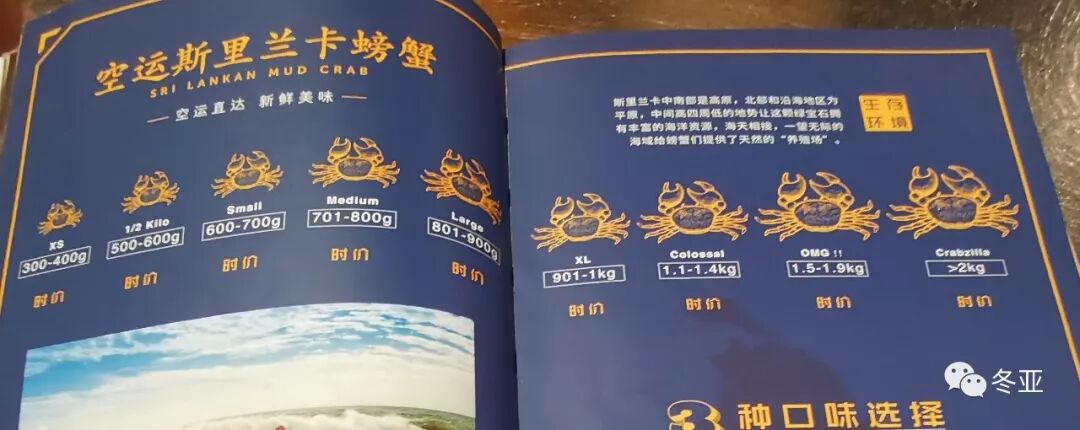 空运斯里兰卡螃蟹
SRI LANKAN MUD CRAB
空运直达 新鲜美味
XS
300-400g
时价
1/2 Kilo
500-600g
时价
Small
600-700g
时价
Medium
701-800g
时价
Large
801-900g
时价
斯里兰卡中南部是高原，北部和沿海地区为
平原，中间高四周低的地势让这颗绿宝石拥
有丰富的海洋资源，海天相接，一望无际的
海域给螃蟹们提供了天然的“养殖场”。
生存
环境
XL
901-1kg
时价
Colossal
1.1-1.4kg
时价
OMG !!
1.5-1.9kg
时价
Crabzilla
>2kg
时价
3种口味选择
冬亚